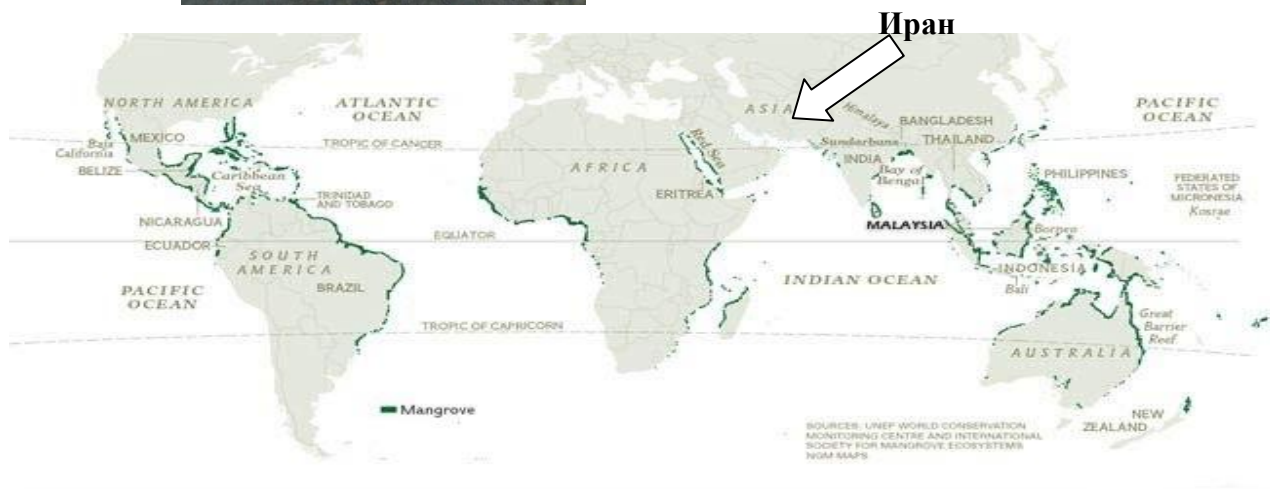 Иран
NORTH AMERICA
ATLANTIC
OCEAN
ASIA
Himalaya
PACIFIC
OCEAN
BANGLADESH
Baja
California
MEXICO
TROPIC OF CANCER
Red Sea
Sundarbans
THAILAND
BELIZE
Caribbean
Sea
AFRICA
INDIA
Bay of
Bengal
PHILIPPINES
FEDERATED
STATES OF
MICRONESIA
Kosrae
TRINIDAD
AND TOBAGO
ERITREA
NICARAGUA
MALAYSIA
Borneo
ECUADOR
EQUATOR
SOUTH
AMERICA
INDIAN OCEAN
INDONESIA
Bali
PACIFIC
OCEAN
BRAZIL
TROPIC OF CAPRICORN
Great
Barrier
Reef
AUSTRALIA
Mangrove
NEW
ZEALAND
SOURCES: UNEP WORLD CONSERVATION
MONITORING CENTRE AND INTERNATIONAL
SOCIETY FOR MANGROVE ECOSYSTEMS
NGM MAPS